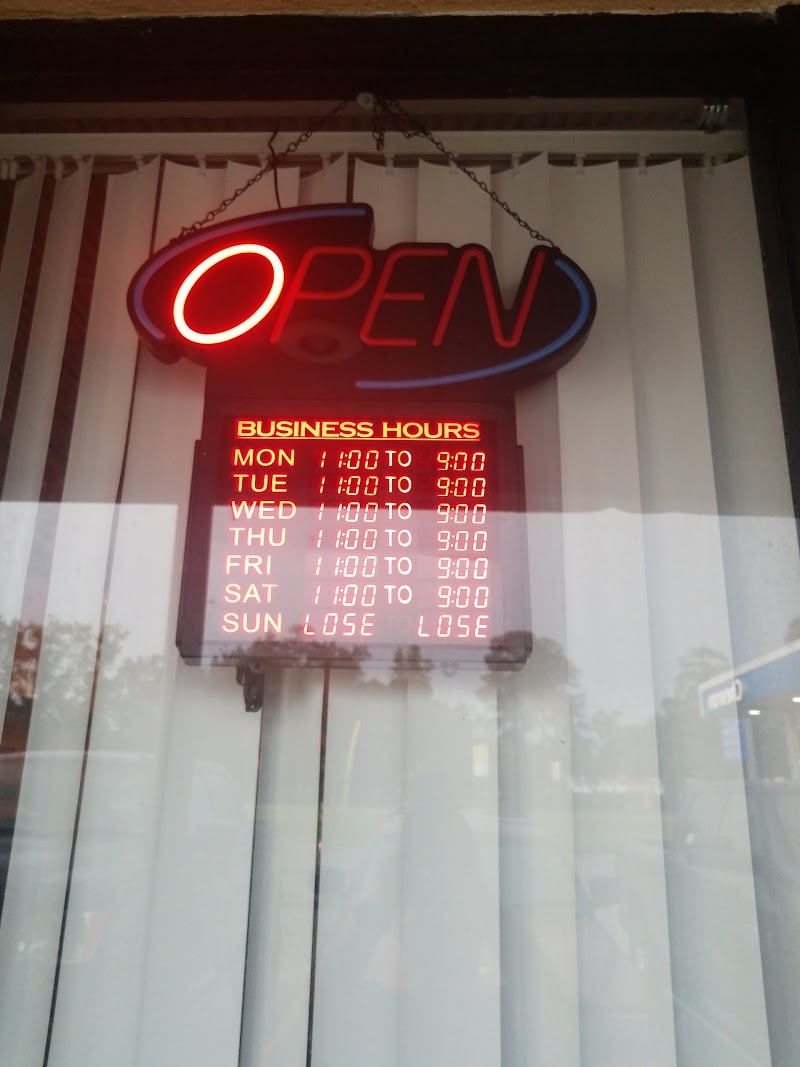 OPEN
BUSINESS HOURS
MON 11:00 TO 9:00
TUE 11:00 TO 9:00
WED 11:00 TO 9:00
THU 11:00 TO 9:00
FRI 11:00 TO 9:00
SAT 11:00 TO 9:00
SUN LOSE LOSE